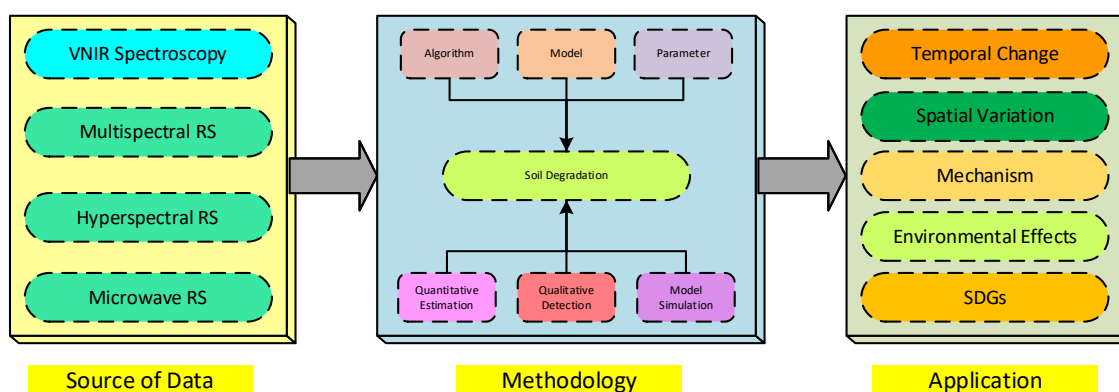 VNIR Spectroscopy
Multispectral RS
Hyperspectral RS
Microwave RS
Source of Data
Algorithm
Model
Parameter
Soil Degradation
Quantitative
Estimation
Qualitative
Detection
Model
Simulation
Methodology
Temporal Change
Spatial Variation
Mechanism
Environmental Effects
SDGs
Application